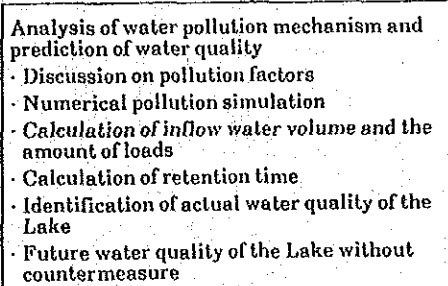 Analysis of water pollution mechanism and
prediction of water quality
· Discussion on pollution factors
· Numerical pollution simulation
· Calculation of inflow water volume and the
amount of loads
· Calculation of retention time
· Identification of actual water quality of the
Lake
· Future water quality of the Lake without
countermeasure